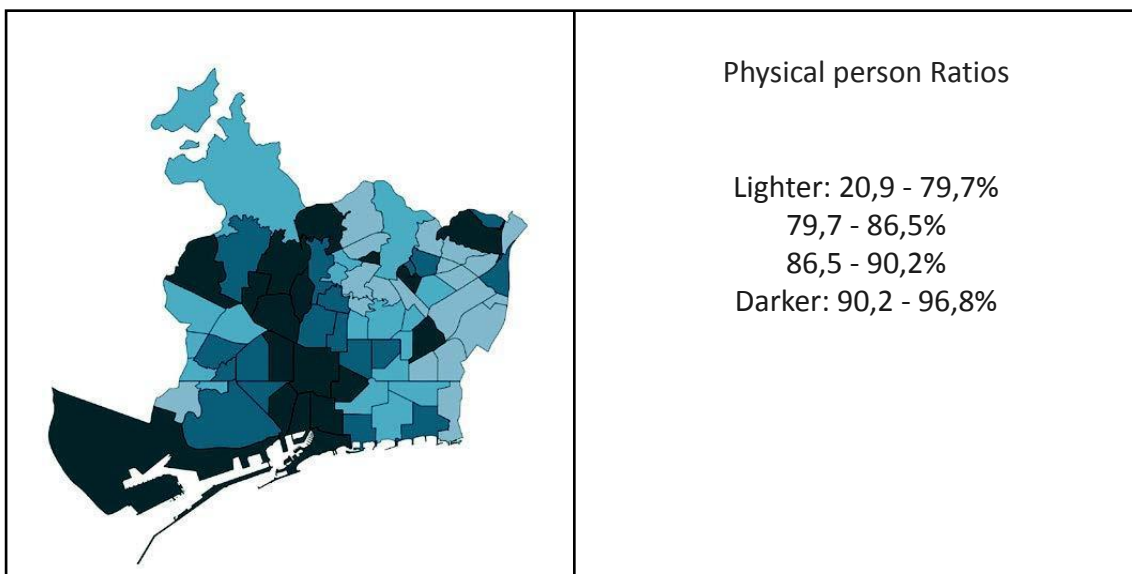 Physical person Ratios
Lighter: 20,9 - 79,7%
79,7 - 86,5%
86,5 - 90,2%
Darker: 90,2 - 96,8%